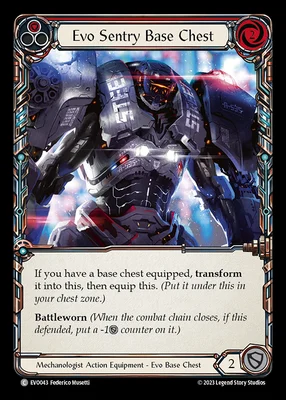 Evo Sentry Base Chest
If you have a base chest equipped, transform
it into this, then equip this. (Put it under this in
your chest zone.)
Battleworn (When the combat chain closes, if this
defended, put a -1 counter on it.)
Mechanologist Action Equipment - Evo Base Chest
2
C EVO043 Federico Musetti
© 2023 Legend Story Studios